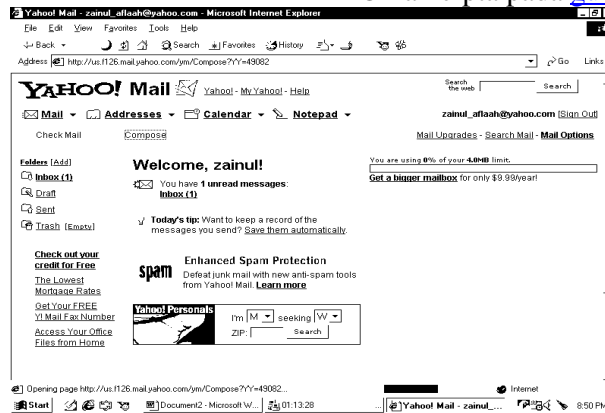 Yahoo! Mail - zainul_aflaah@yahoo.com - Microsoft Internet Explorer
File Edit View Favorites Tools Help
Back Search Favorites History
Address http://us.f126.mail.yahoo.com/ym/Compose?YY=49082 Go Links
YAHOO! Mail Yahoo! - My Yahoo! - Help
Search the web Search
Mail Addresses Calendar Notepad zainul_aflaah@yahoo.com [Sign Out]
Check Mail Compose Mail Upgrades - Search Mail - Mail Options
Folders [Add]
Inbox (1)
Draft
Sent
Trash [Empty]
Check out your
credit for Free
The Lowest
Mortgage Rates
Get Your FREE
Y! Mail Fax Number
Access Your Office
Files from Home
Welcome, zainul!
You have 1 unread messages:
Inbox (1)
Today's tip: Want to keep a record of the
messages you send? Save them automatically.
spam
Enhanced Spam Protection
Defeat junk mail with new anti-spam tools
from Yahoo! Mail. Learn more
Yahoo! Personals
I'm M seeking W
ZIP: Search
You are using 0% of your 4.0MB limit.
Get a bigger mailbox for only $9.99/year!
Opening page http://us.f126.mail.yahoo.com/ym/Compose?YY=49082... Internet
Start Document2 - Microsoft W... 01:13:28 ... Yahoo! Mail - zainul_... 8:50 PM